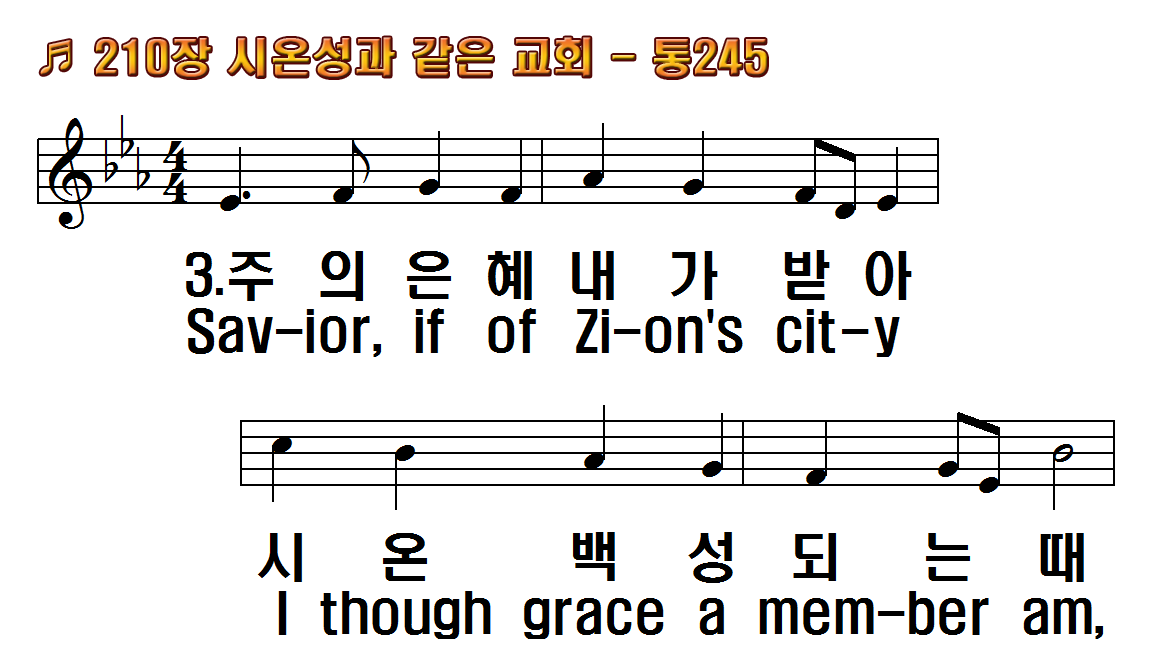 ♬ 210장 시온성과 같은 교회 - 통245
3.주 의 은 혜 내 가 받 아
Sav-ior, if of Zi-on's cit-y
시 온 백 성 되 는 때
I though grace a mem-ber am,